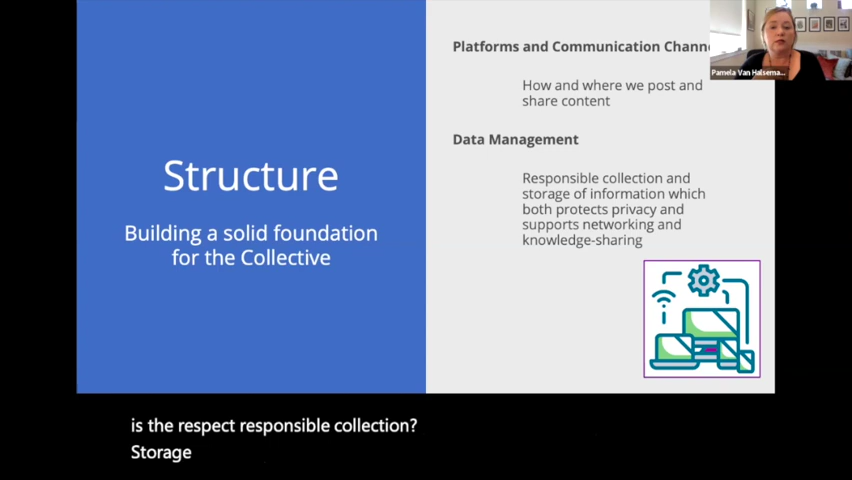 Structure
Building a solid foundation
for the Collective
Platforms and Communication Chann
How and where we post and
share content
Data Management
Responsible collection and
storage of information which
both protects privacy and
supports networking and
knowledge-sharing
Pamela Van Halsema...
is the respect responsible collection?
Storage